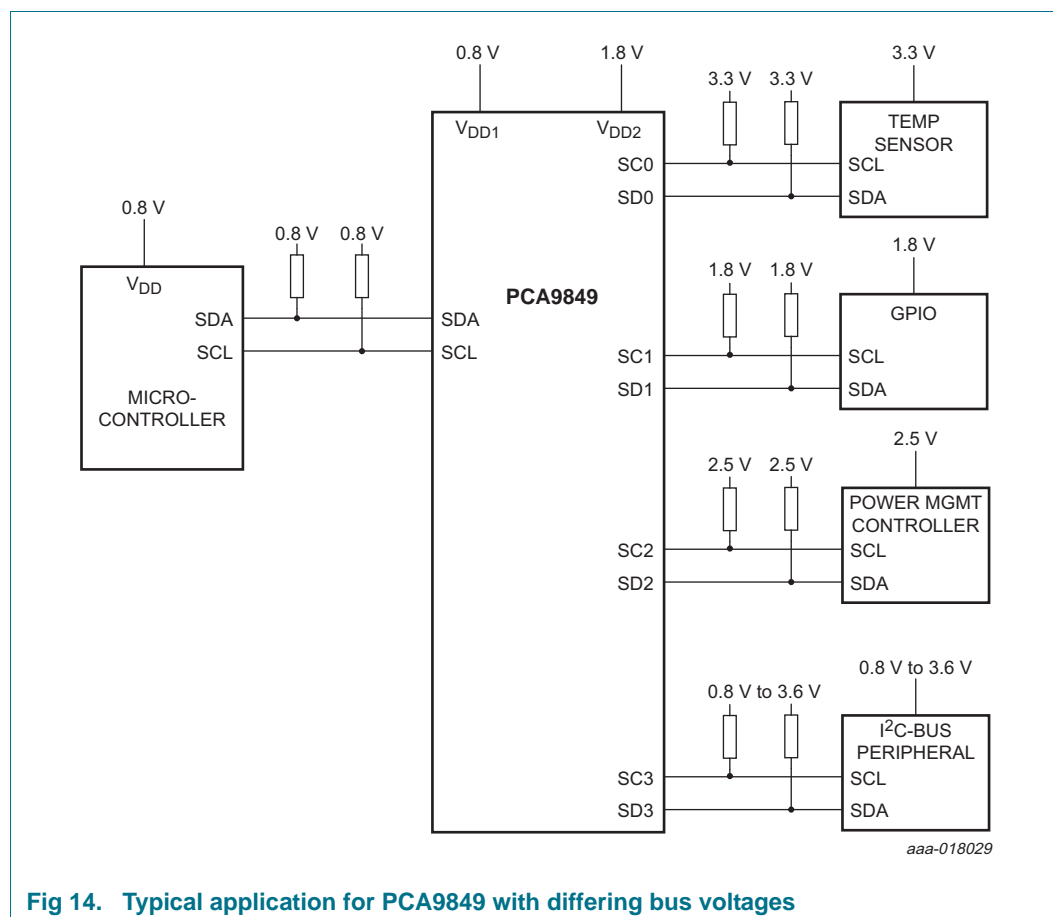 0.8 V
1.8 V
V_DD1
V_DD2
PCA9849
SDA
SCL
SC0
SD0
SC1
SD1
SC2
SD2
SC3
SD3
0.8 V
V_DD
SDA
SCL
MICRO-
CONTROLLER
0.8 V 0.8 V
3.3 V 3.3 V
3.3 V
TEMP
SENSOR
SCL
SDA
1.8 V 1.8 V
1.8 V
GPIO
SCL
SDA
2.5 V 2.5 V
2.5 V
POWER MGMT
CONTROLLER
SCL
SDA
0.8 V to 3.6 V
0.8 V to 3.6 V
I²C-BUS
PERIPHERAL
SCL
SDA
aaa-018029
Fig 14. Typical application for PCA9849 with differing bus voltages